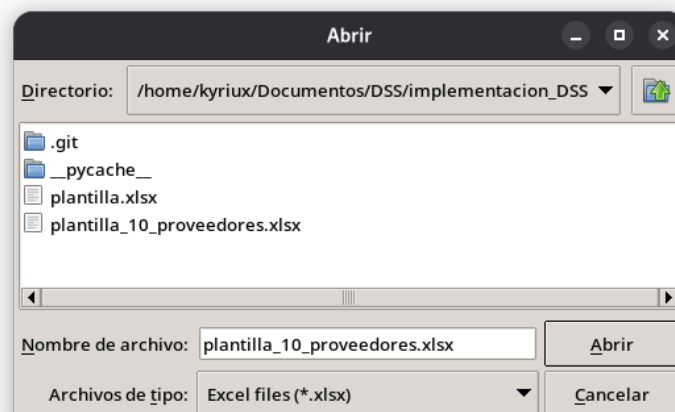 Abrir
Directorio: /home/kyriux/Documentos/DSS/implementacion_DSS
.git
__pycache__
plantilla.xlsx
plantilla_10_proveedores.xlsx
Nombre de archivo: plantilla_10_proveedores.xlsx Abrir
Archivos de tipo: Excel files (*.xlsx) Cancelar